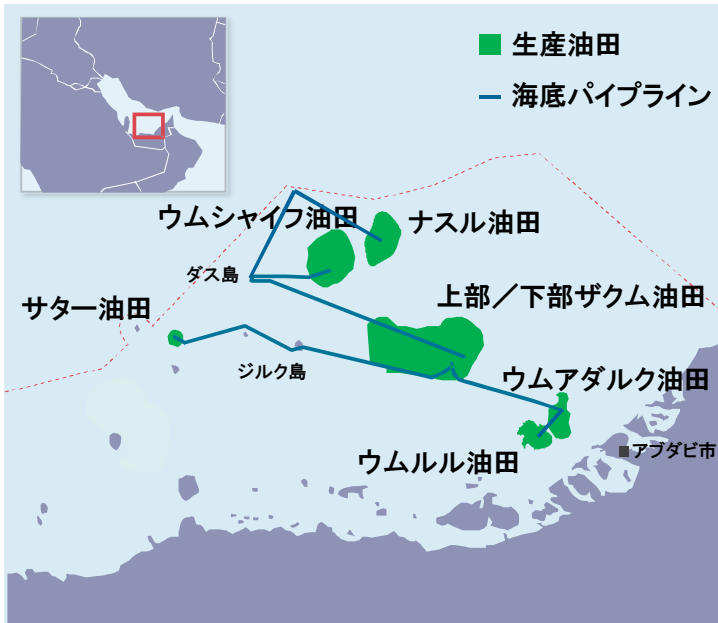 生産油田
海底パイプライン
ウムシャイフ油田
ナスル油田
ダス島
サター油田
上部／下部ザクム油田
ジルク島
ウムアダルク油田
ウムルル油田
アブダビ市